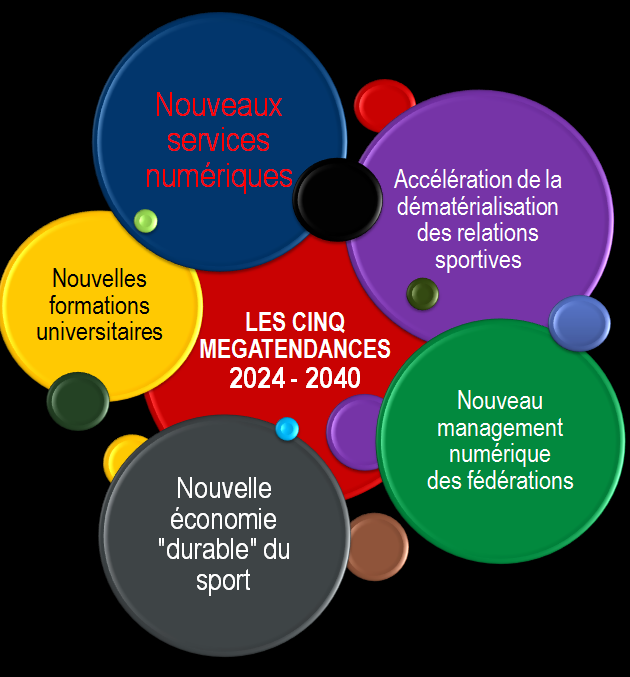 Nouveaux
services
numériques
Accélération de la
dématérialisation
des relations
sportives
Nouvelles
formations
universitaires
LES CINQ
MEGATENDANCES
2024 - 2040
Nouveau
management
numérique
des fédérations
Nouvelle
économie
"durable" du
sport